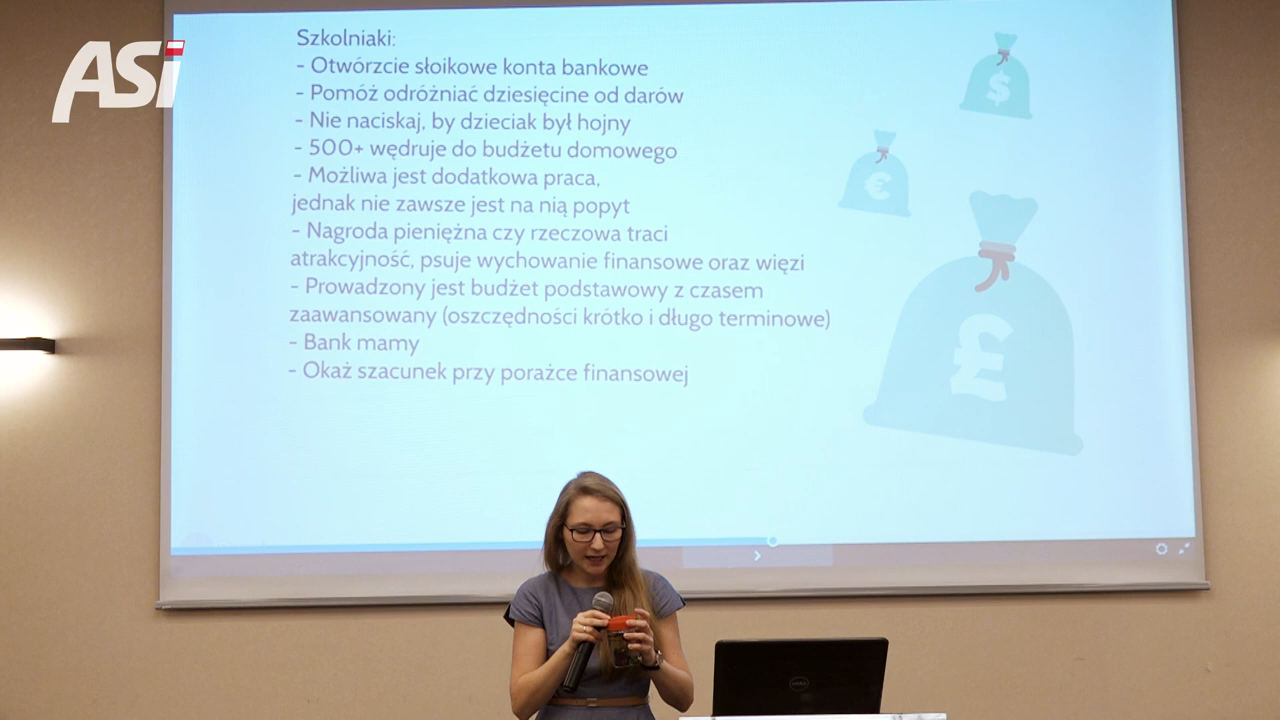 ASi
Szkolniaki:
- Otwórzcie słoikowe konta bankowe
- Pomóż odróżniać dziesięcine od darów
- Nie naciskaj, by dzieciak był hojny
- 500+ wędruje do budżetu domowego
- Możliwa jest dodatkowa praca,
jednak nie zawsze jest na nią popyt
- Nagroda pieniężna czy rzeczowa traci
atrakcyjność, psuje wychowanie finansowe oraz więzi
- Prowadzony jest budżet podstawowy z czasem
zaawansowany (oszczędności krótko i długo terminowe)
- Bank mamy
- Okaż szacunek przy porażce finansowej
$
€
£
DELL